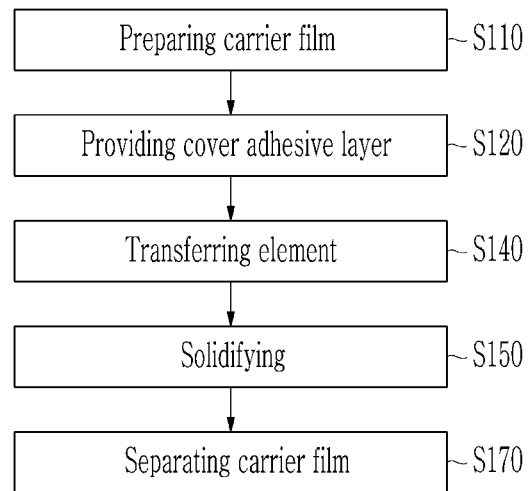 Preparing carrier film ~S110
Providing cover adhesive layer ~S120
Transferring element ~S140
Solidifying ~S150
Separating carrier film ~S170